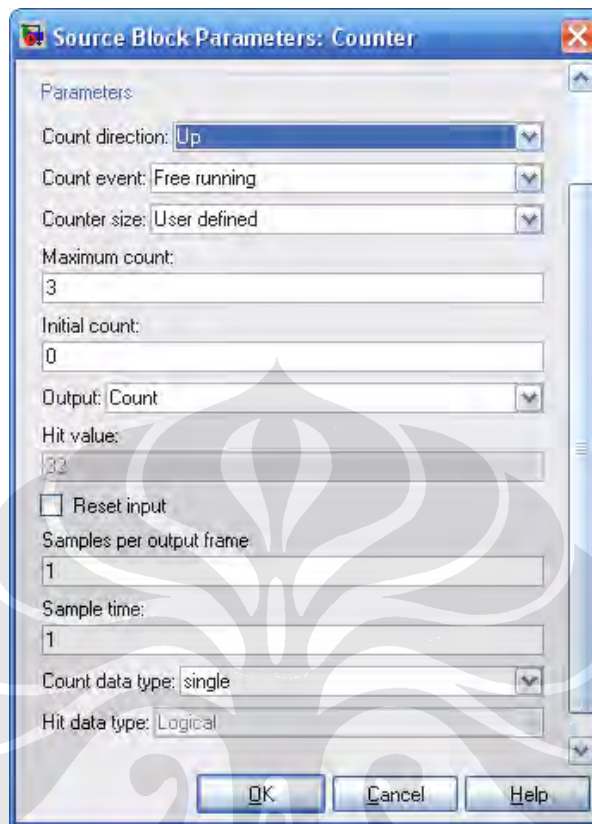 Source Block Parameters: Counter
Parameters
Count direction: Up
Count event: Free running
Counter size: User defined
Maximum count:
3
Initial count:
0
Output: Count
Hit value:
32
Reset input
Samples per output frame
1
Sample time:
1
Count data type: single
Hit data type: Logical
OK Cancel Help